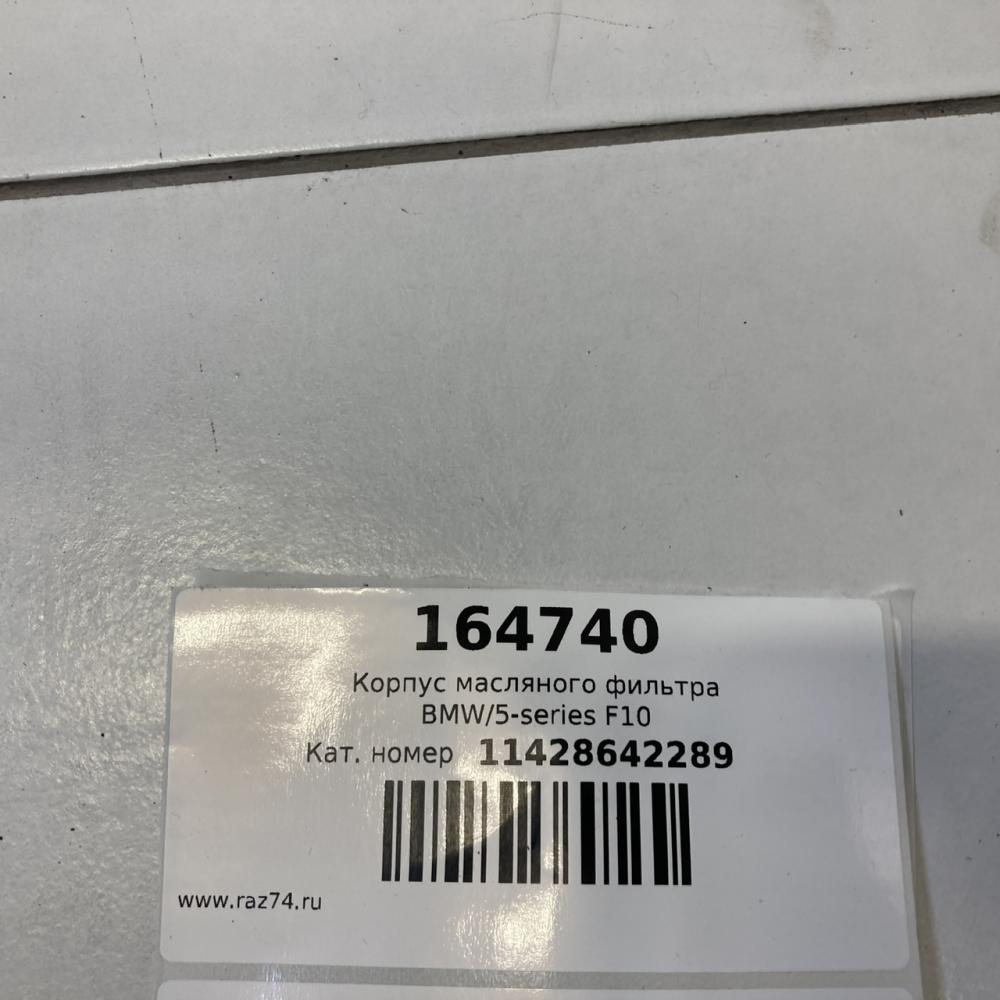 164740
Корпус масляного фильтра
BMW/5-series F10
Кат. номер 11428642289
www.raz74.ru